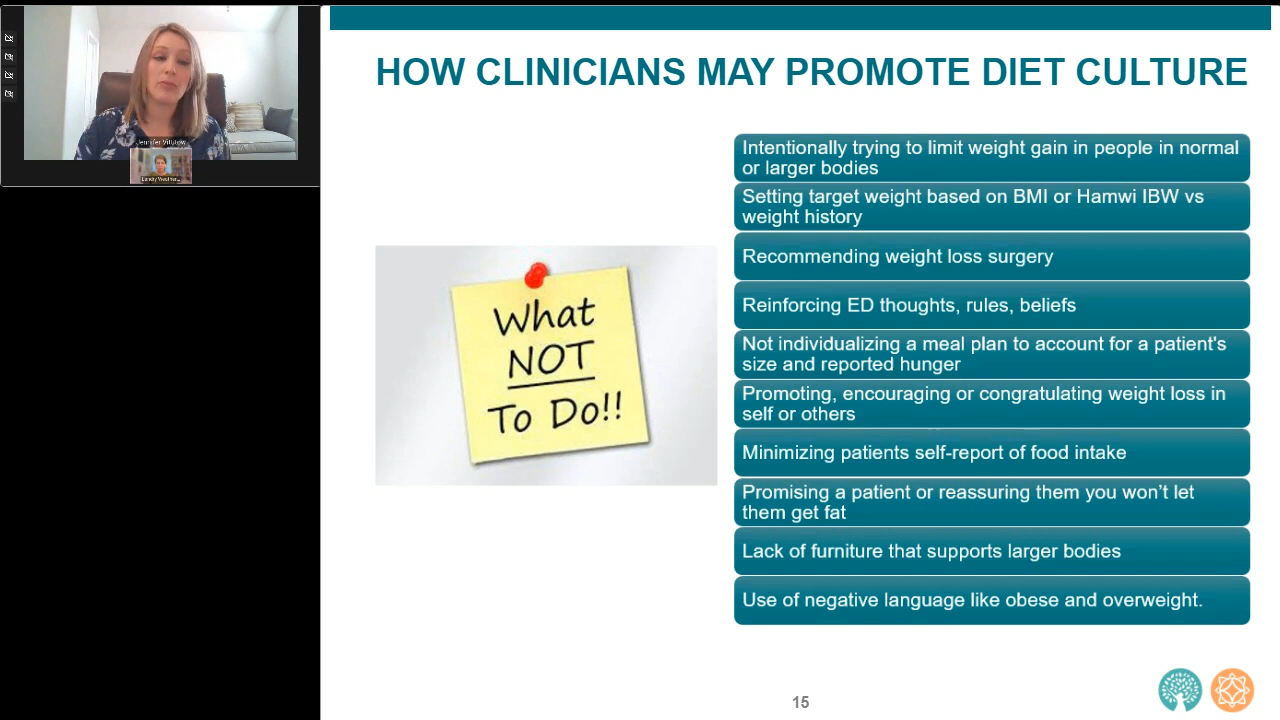 HOW CLINICIANS MAY PROMOTE DIET CULTURE
Jennifer Vitulow
Landry Weather...
What
NOT
To Do!!
Intentionally trying to limit weight gain in people in normal
or larger bodies
Setting target weight based on BMI or Hamwi IBW vs
weight history
Recommending weight loss surgery
Reinforcing ED thoughts, rules, beliefs
Not individualizing a meal plan to account for a patient's
size and reported hunger
Promoting, encouraging or congratulating weight loss in
self or others
Minimizing patients self-report of food intake
Promising a patient or reassuring them you won’t let
them get fat
Lack of furniture that supports larger bodies
Use of negative language like obese and overweight.
15